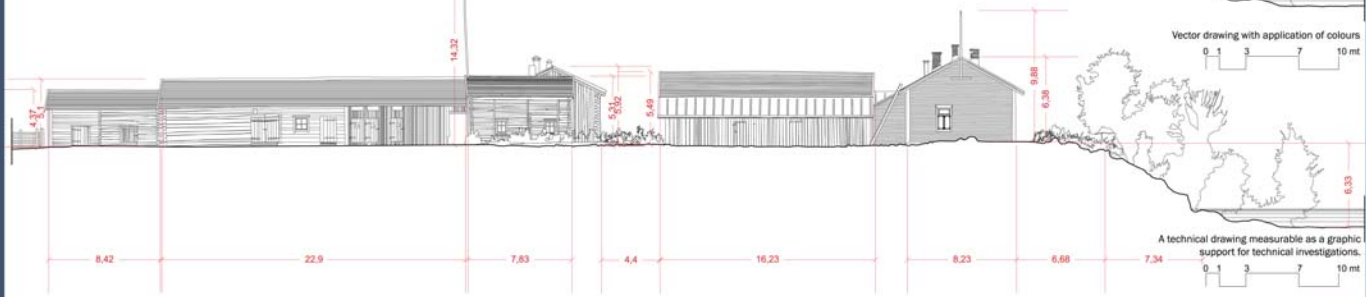 Vector drawing with application of colours
0 1 3 7 10 mt
14,32
9,88
6,38
4,37
5,1
5,31
5,92
5,49
6,33
A technical drawing measurable as a graphic
support for technical investigations.
8,42 22,9 7,83 4,4 16,23 8,23 6,68 7,34
0 1 3 7 10 mt